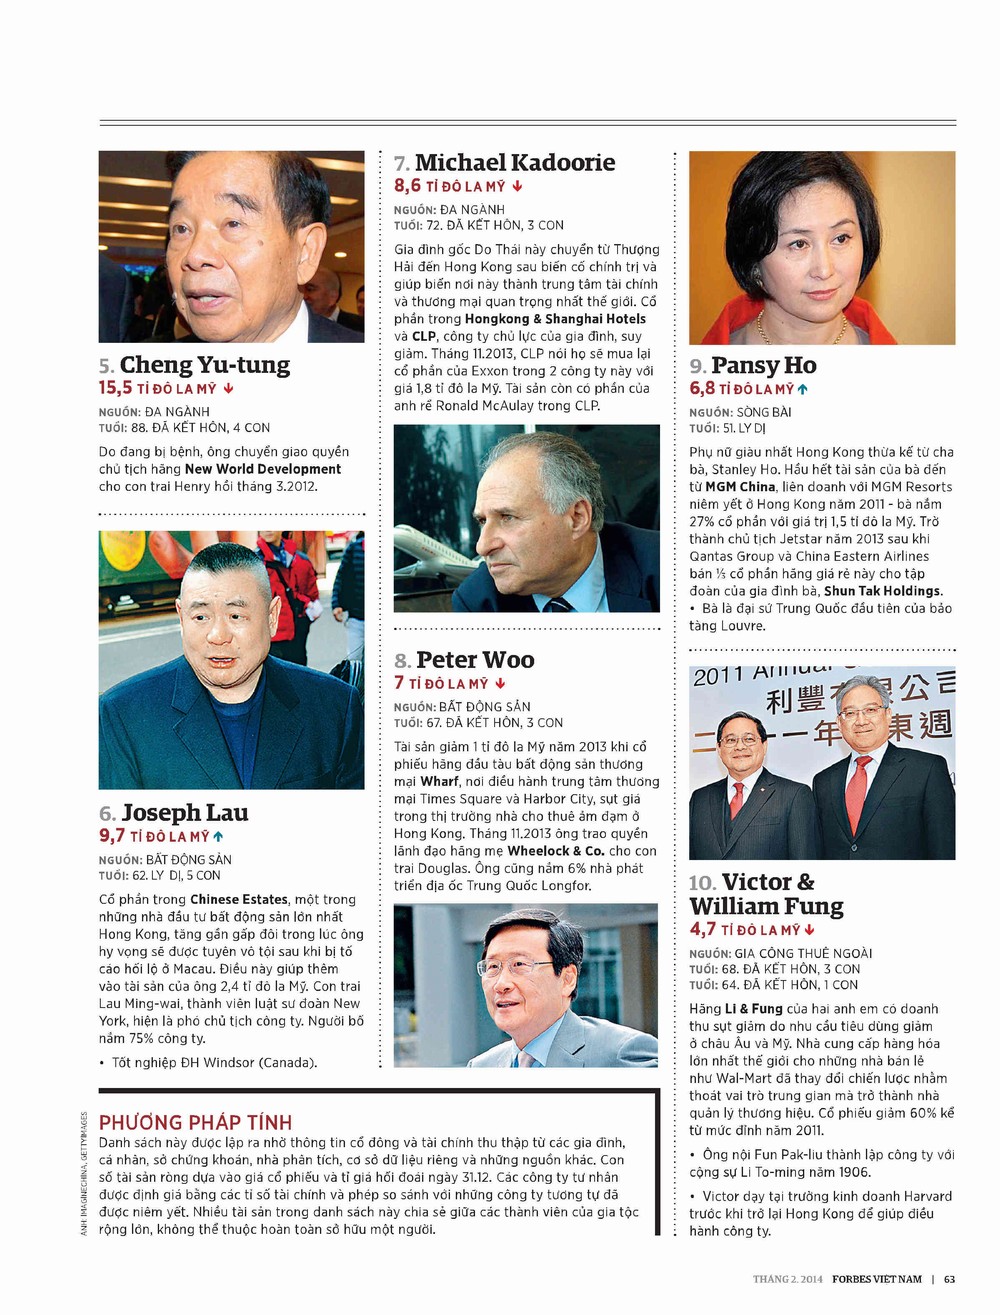 5. Cheng Yu-tung
15,5 TỈ ĐÔ LA MỸ ↓
NGUỒN: ĐA NGÀNH
TUỔI: 88. ĐÃ KẾT HÔN, 4 CON
Do đang bị bệnh, ông chuyển giao quyền
chủ tịch hãng New World Development
cho con trai Henry hồi tháng 3.2012.
6. Joseph Lau
9,7 TỈ ĐÔ LA MỸ ↑
NGUỒN: BẤT ĐỘNG SẢN
TUỔI: 62. LY DỊ, 5 CON
Cổ phần trong Chinese Estates, một trong
những nhà đầu tư bất động sản lớn nhất
Hong Kong, tăng gần gấp đôi trong lúc ông
hy vọng sẽ được tuyên vô tội sau khi bị tố
cáo hối lộ ở Macau. Điều này giúp thêm
vào tài sản của ông 2,4 tỉ đô la Mỹ. Con trai
Lau Ming-wai, thành viên luật sư đoàn New
York, hiện là phó chủ tịch công ty. Người bố
nắm 75% công ty.
• Tốt nghiệp ĐH Windsor (Canada).
7. Michael Kadoorie
8,6 TỈ ĐÔ LA MỸ ↓
NGUỒN: ĐA NGÀNH
TUỔI: 72. ĐÃ KẾT HÔN, 3 CON
Gia đình gốc Do Thái này chuyển từ Thượng
Hải đến Hong Kong sau biến cố chính trị và
giúp biến nơi này thành trung tâm tài chính
và thương mại quan trọng nhất thế giới. Cổ
phần trong Hongkong & Shanghai Hotels
và CLP, công ty chủ lực của gia đình, suy
giảm. Tháng 11.2013, CLP nói họ sẽ mua lại
cổ phần của Exxon trong 2 công ty này với
giá 1,8 tỉ đô la Mỹ. Tài sản còn có phần của
anh rể Ronald McAulay trong CLP.
8. Peter Woo
7 TỈ ĐÔ LA MỸ ↓
NGUỒN: BẤT ĐỘNG SẢN
TUỔI: 67. ĐÃ KẾT HÔN, 3 CON
Tài sản giảm 1 tỉ đô la Mỹ năm 2013 khi cổ
phiếu hãng đầu tàu bất động sản thương
mại Wharf, nơi điều hành trung tâm thương
mại Times Square và Harbor City, sụt giá
trong thị trường nhà cho thuê ảm đạm ở
Hong Kong. Tháng 11.2013 ông trao quyền
lãnh đạo hãng mẹ Wheelock & Co. cho con
trai Douglas. Ông cũng nắm 6% nhà phát
triển địa ốc Trung Quốc Longfor.
9. Pansy Ho
6,8 TỈ ĐÔ LA MỸ ↑
NGUỒN: SÒNG BÀI
TUỔI: 51. LY DỊ
Phụ nữ giàu nhất Hong Kong thừa kế từ cha
bà, Stanley Ho. Hầu hết tài sản của bà đến
từ MGM China, liên doanh với MGM Resorts
niêm yết ở Hong Kong năm 2011 - bà nắm
27% cổ phần với giá trị 1,5 tỉ đô la Mỹ. Trở
thành chủ tịch Jetstar năm 2013 sau khi
Qantas Group và China Eastern Airlines
bán ⅓ cổ phần hãng giá rẻ này cho tập
đoàn của gia đình bà, Shun Tak Holdings.
• Bà là đại sứ Trung Quốc đầu tiên của bảo
tàng Louvre.
2011 Annual
利豐有限公司
二一一年 東週
10. Victor &
William Fung
4,7 TỈ ĐÔ LA MỸ ↓
NGUỒN: GIA CÔNG THUÊ NGOÀI
TUỔI: 68. ĐÃ KẾT HÔN, 3 CON
TUỔI: 64. ĐÃ KẾT HÔN, 1 CON
Hãng Li & Fung của hai anh em có doanh
thu sụt giảm do nhu cầu tiêu dùng giảm
ở châu Âu và Mỹ. Nhà cung cấp hàng hóa
lớn nhất thế giới cho những nhà bán lẻ
như Wal-Mart đã thay đổi chiến lược nhằm
thoát vai trò trung gian mà trở thành nhà
quản lý thương hiệu. Cổ phiếu giảm 60% kể
từ mức đỉnh năm 2011.
• Ông nội Fun Pak-liu thành lập công ty với
cộng sự Li To-ming năm 1906.
• Victor dạy tại trường kinh doanh Harvard
trước khi trở lại Hong Kong để giúp điều
hành công ty.
PHƯƠNG PHÁP TÍNH
Danh sách này được lập ra nhờ thông tin cổ đông và tài chính thu thập từ các gia đình,
cá nhân, sở chứng khoán, nhà phân tích, cơ sở dữ liệu riêng và những nguồn khác. Con
số tài sản ròng dựa vào giá cổ phiếu và tỉ giá hối đoái ngày 31.12. Các công ty tư nhân
được định giá bằng các tỉ số tài chính và phép so sánh với những công ty tương tự đã
được niêm yết. Nhiều tài sản trong danh sách này chia sẻ giữa các thành viên của gia tộc
rộng lớn, không thể thuộc hoàn toàn sở hữu một người.
ẢNH: IMAGINECHINA, GETTYIMAGES
THÁNG 2. 2014 FORBES VIỆT NAM | 63